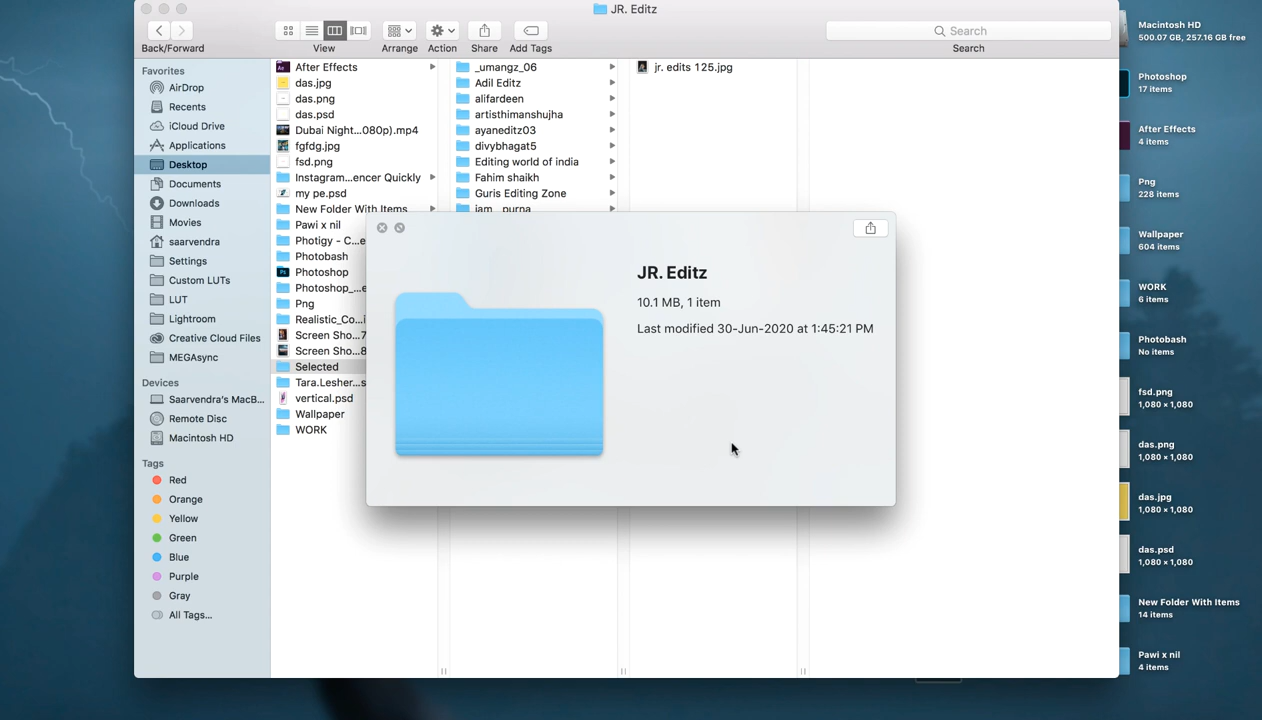 JR. Editz
Back/Forward
View
Arrange
Action
Share
Add Tags
Search
Search
Favorites
AirDrop
Recents
iCloud Drive
Applications
Desktop
Documents
Downloads
Movies
saarvendra
Settings
Custom LUTs
LUT
Lightroom
Creative Cloud Files
MEGAsync
Devices
Saarvendra's MacB...
Remote Disc
Macintosh HD
Tags
Red
Orange
Yellow
Green
Blue
Purple
Gray
All Tags...
After Effects
das.jpg
das.png
das.psd
Dubai Night...080p).mp4
fgfdg.jpg
fsd.png
Instagram...encer Quickly
my pe.psd
New Folder With Items
Pawi x nil
Photigy - C...e
Photobash
Photoshop
Photoshop_...e
Png
Realistic_Co...i
Screen Sho...7
Screen Sho...8
Selected
Tara.Lesher...s
vertical.psd
Wallpaper
WORK
_umangz_06
Adil Editz
alifardeen
artisthimanshujha
ayaneditz03
divybhagat5
Editing world of india
Fahim shaikh
Guris Editing Zone
iam__purna
jr. edits 125.jpg
JR. Editz
10.1 MB, 1 item
Last modified 30-Jun-2020 at 1:45:21 PM
Macintosh HD
500.07 GB, 257.16 GB free
Photoshop
17 items
After Effects
4 items
Png
228 items
Wallpaper
604 items
WORK
6 items
Photobash
No items
fsd.png
1,080 × 1,080
das.png
1,080 × 1,080
das.jpg
1,080 × 1,080
das.psd
1,080 × 1,080
New Folder With Items
14 items
Pawi x nil
4 items